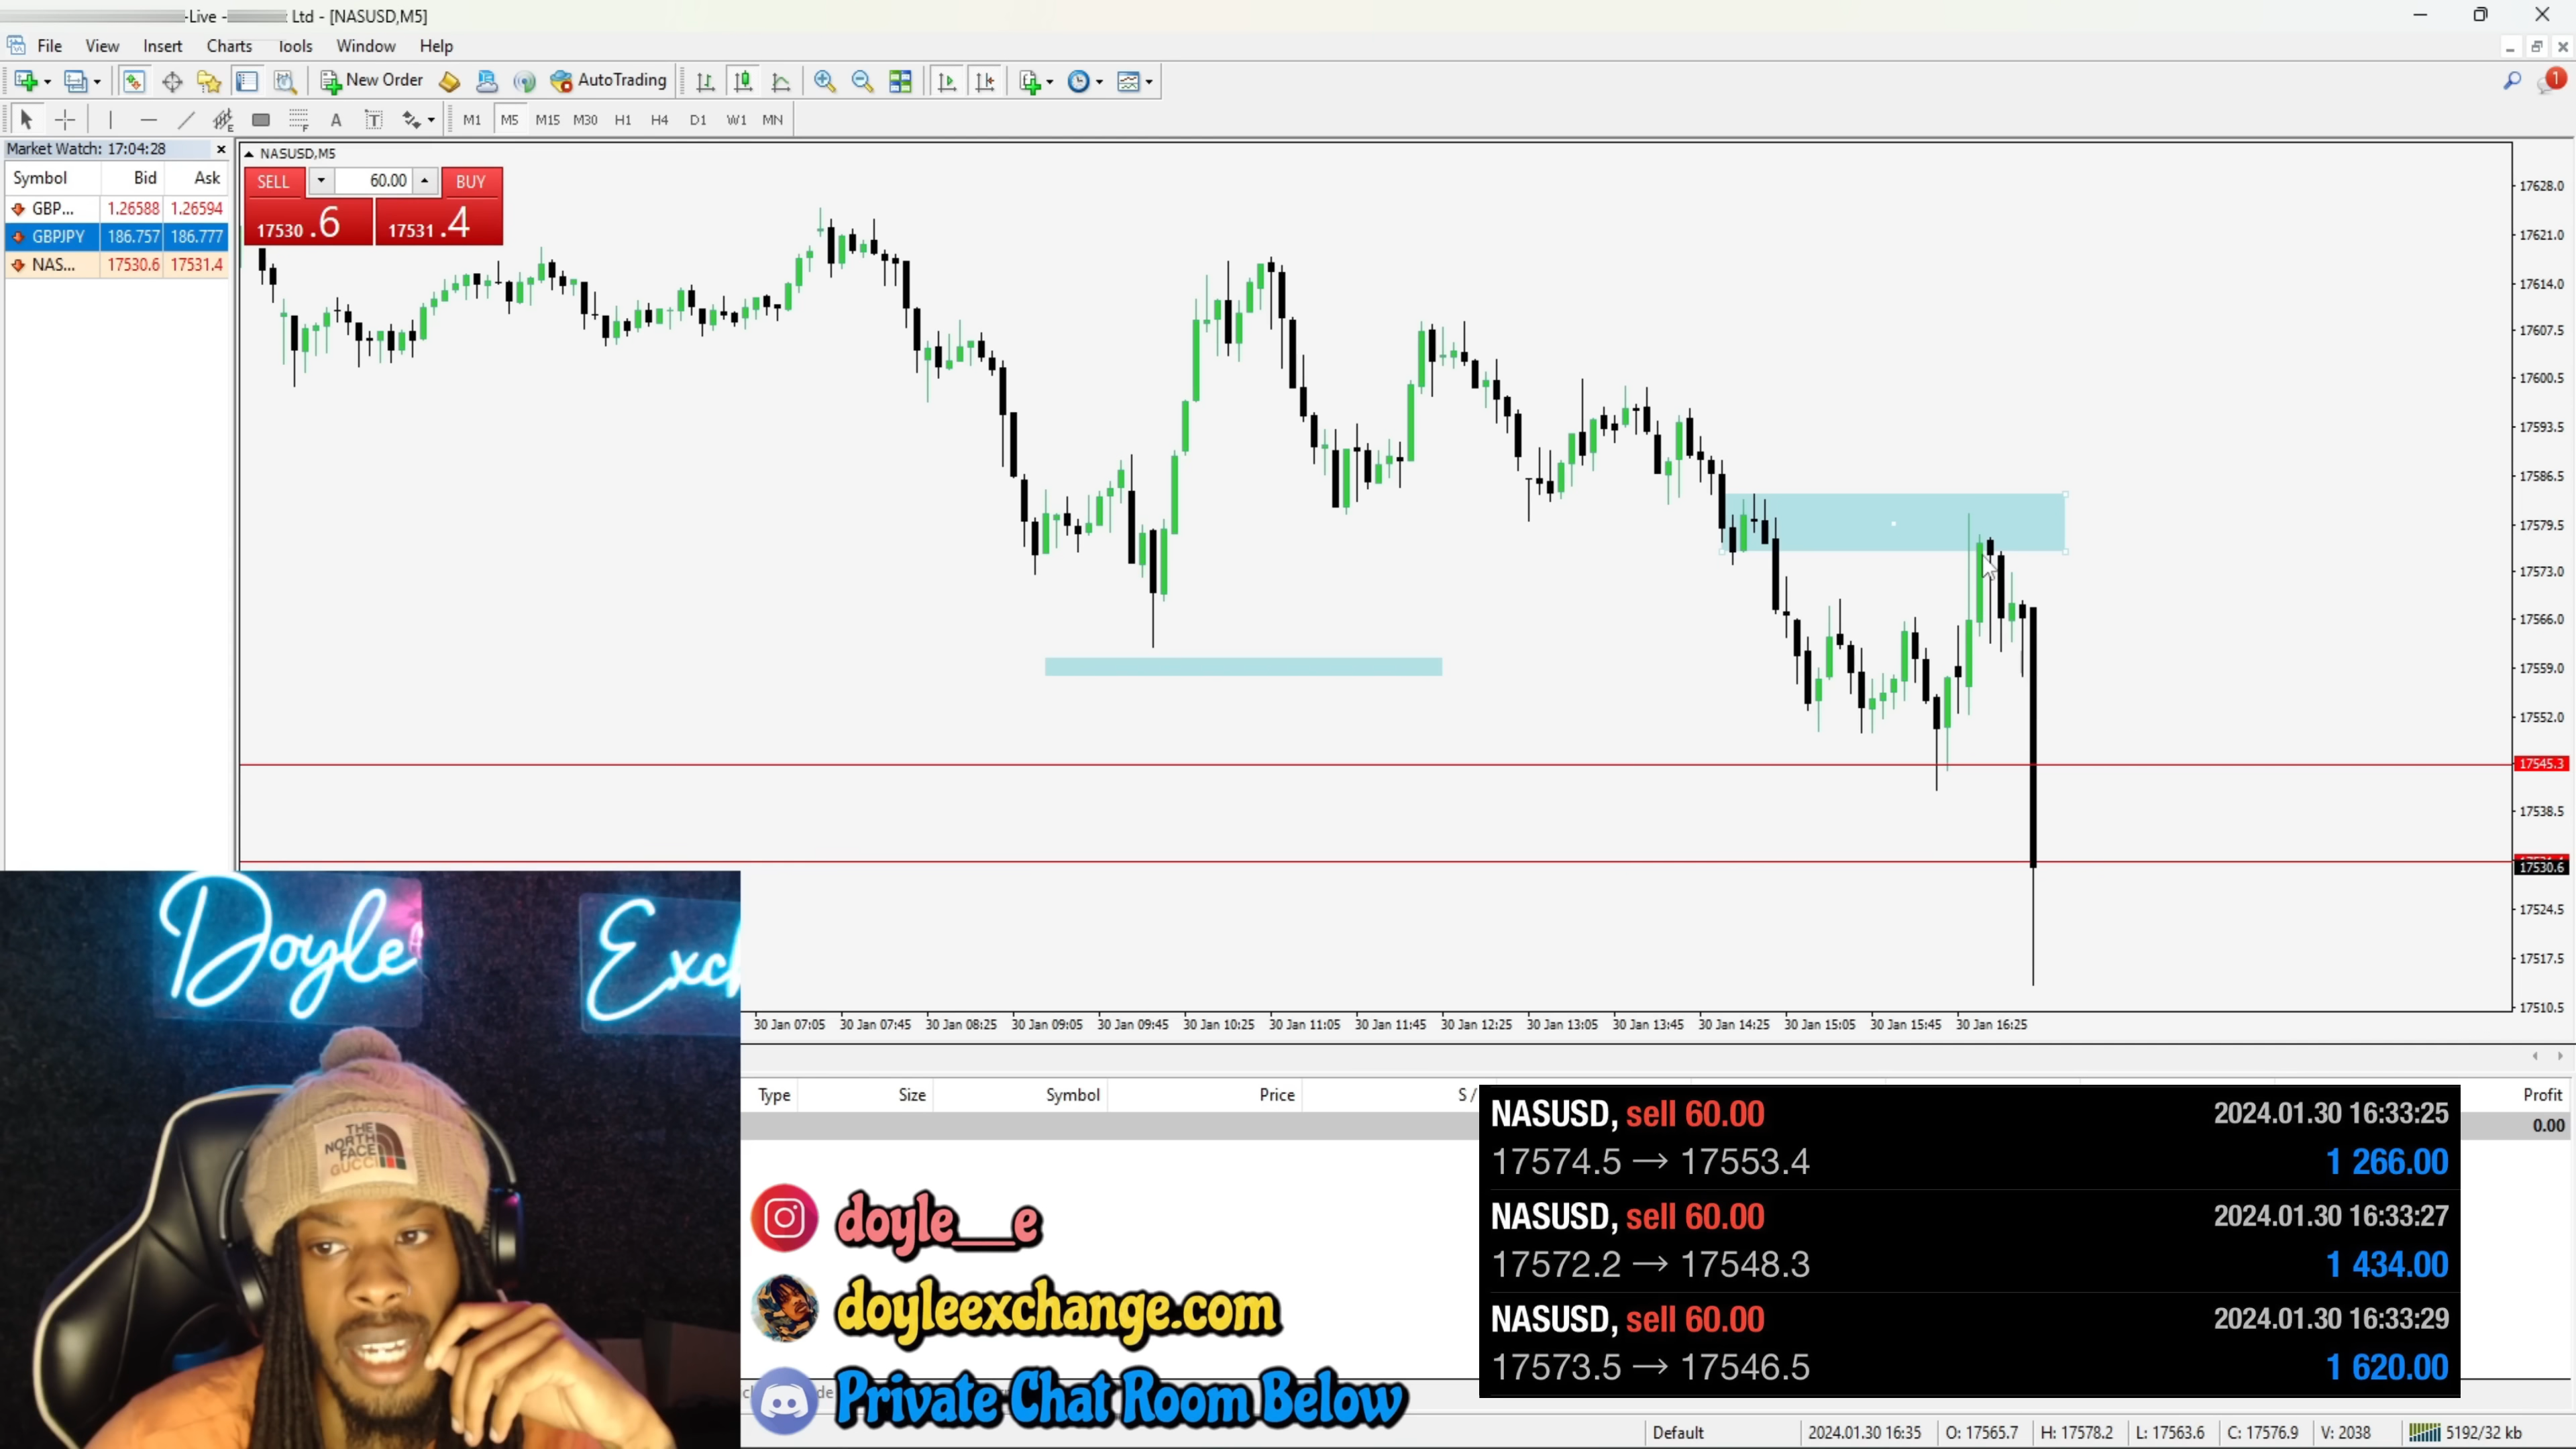 -Live - Ltd - [NASUSD,M5]
File View Insert Charts Tools Window Help
New Order AutoTrading
M1 M5 M15 M30 H1 H4 D1 W1 MN
1
Market Watch: 17:04:28
Symbol Bid Ask
GBP... 1.26588 1.26594
GBPJPY 186.757 186.777
NAS... 17530.6 17531.4
NASUSD,M5
SELL 60.00 BUY
17530.6 17531.4
17628.0
17621.0
17614.0
17607.5
17600.5
17593.5
17586.5
17579.5
17573.0
17566.0
17559.0
17552.0
17545.3
17538.5
17530.6
17524.5
17517.5
17510.5
30 Jan 07:05 30 Jan 07:45 30 Jan 08:25 30 Jan 09:05 30 Jan 09:45 30 Jan 10:25 30 Jan 11:05 30 Jan 11:45 30 Jan 12:25 30 Jan 13:05 30 Jan 13:45 30 Jan 14:25 30 Jan 15:05 30 Jan 15:45 30 Jan 16:25
Doyle
Exch
THE
NORTH
FACE
GUCCI
Type Size Symbol Price S / Profit
0.00
doyle__e
doyleexchange.com
Private Chat Room Below
NASUSD, sell 60.00 2024.01.30 16:33:25
17574.5 → 17553.4 1 266.00
NASUSD, sell 60.00 2024.01.30 16:33:27
17572.2 → 17548.3 1 434.00
NASUSD, sell 60.00 2024.01.30 16:33:29
17573.5 → 17546.5 1 620.00
Default 2024.01.30 16:35 O: 17565.7 H: 17578.2 L: 17563.6 C: 17576.9 V: 2038 5192/32 kb